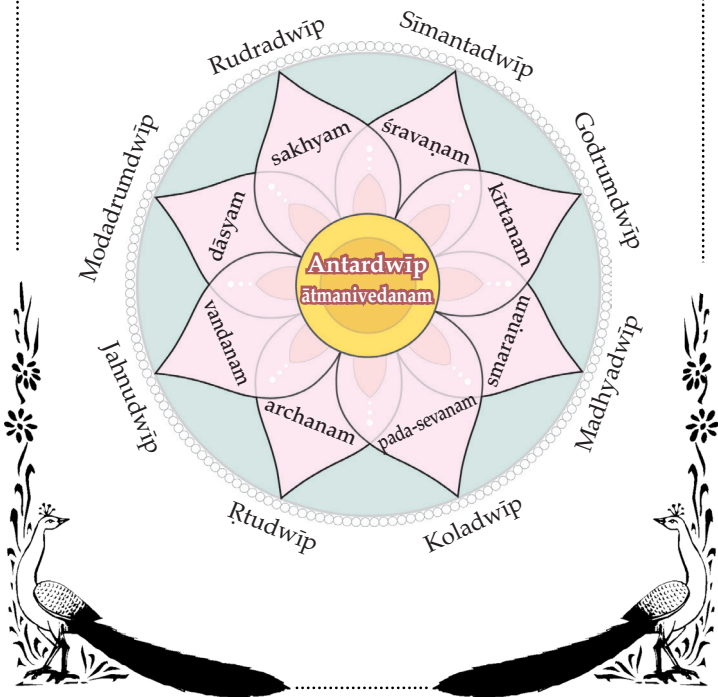 Sīmantadwīp
Godrumdwīp
Madhyadwīp
Koladwīp
Ṛtudwīp
Jahnudwīp
Modadrumdwīp
Rudradwīp
śravaṇam
kīrtanam
smaraṇam
pada-sevanam
archanam
vandanam
dāsyam
sakhyam
Antardwīp
ātmanivedanam